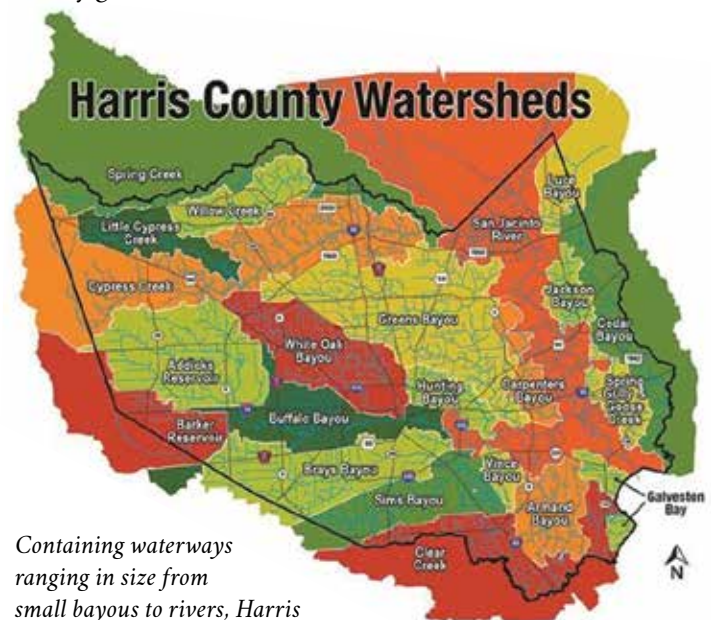 Harris County Watersheds
Spring Creek
Willow Creek
Little Cypress
Creek
Luce
Bayou
San Jacinto
River
Cypress Creek
Greens Bayou
Jackson
Bayou
Cedar
Bayou
White Oak
Bayou
Addicks
Reservoir
Hunting
Bayou
Carpenters
Bayou
Spring
Gully
Goose
Creek
Buffalo Bayou
Barker
Reservoir
Brays Bayou
Vince
Bayou
Sims Bayou
Armand
Bayou
Galveston
Bay
Clear
Creek
N
Containing waterways
ranging in size from
small bayous to rivers, Harris